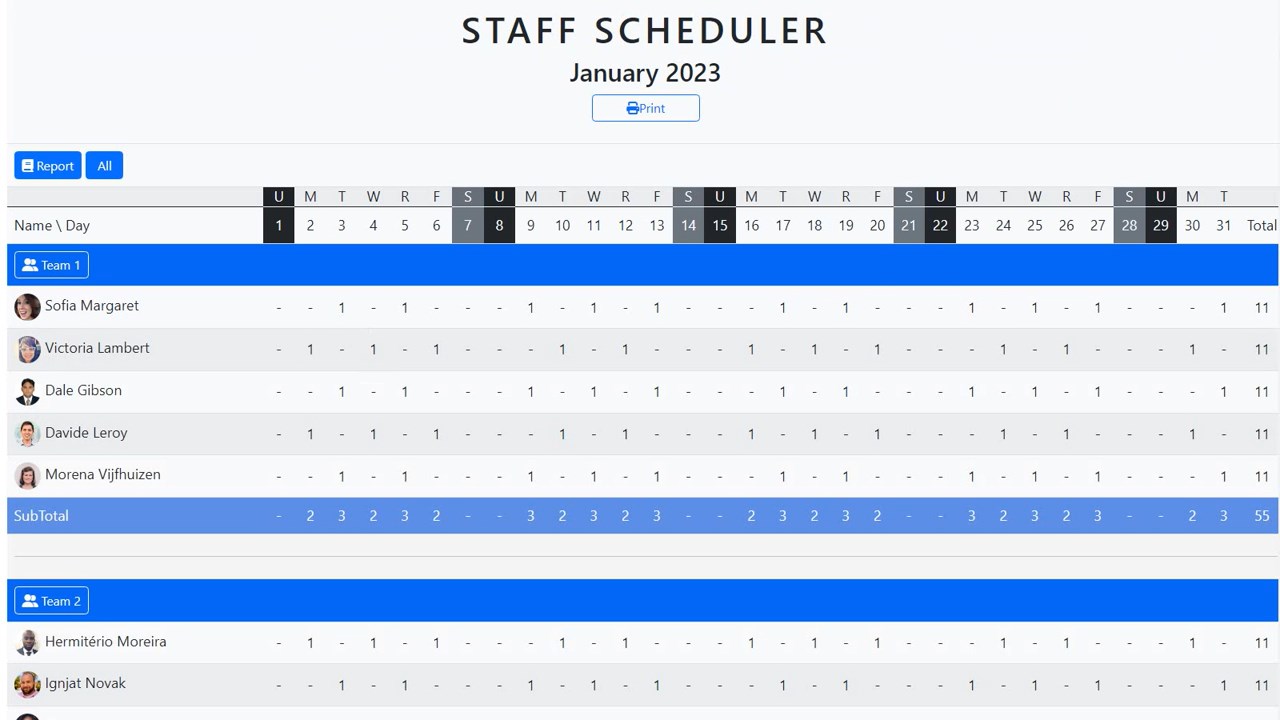 STAFF SCHEDULER
January 2023
Print
Report All
U M T W R F S U M T W R F S U M T W R F S U M T W R F S U M T
Name \ Day 1 2 3 4 5 6 7 8 9 10 11 12 13 14 15 16 17 18 19 20 21 22 23 24 25 26 27 28 29 30 31 Total
Team 1
Sofia Margaret - - 1 - 1 - - - 1 - 1 - 1 - - - 1 - 1 - - - 1 - 1 - 1 - - - 1 11
Victoria Lambert - 1 - 1 - 1 - - - 1 - 1 - - - 1 - 1 - 1 - - - 1 - 1 - - - 1 - 11
Dale Gibson - - 1 - 1 - - - 1 - 1 - 1 - - - 1 - 1 - - - 1 - 1 - 1 - - - 1 11
Davide Leroy - 1 - 1 - 1 - - - 1 - 1 - - - 1 - 1 - 1 - - - 1 - 1 - - - 1 - 11
Morena Vijfhuizen - - 1 - 1 - - - 1 - 1 - 1 - - - 1 - 1 - - - 1 - 1 - 1 - - - 1 11
SubTotal - 2 3 2 3 2 - - 3 2 3 2 3 - - 2 3 2 3 2 - - 3 2 3 2 3 - - 2 3 55
Team 2
Hermitério Moreira - 1 - 1 - 1 - - - 1 - 1 - - - 1 - 1 - 1 - - - 1 - 1 - - - 1 - 11
Ignjat Novak - - 1 - 1 - - - 1 - 1 - 1 - - - 1 - 1 - - - 1 - 1 - 1 - - - 1 11